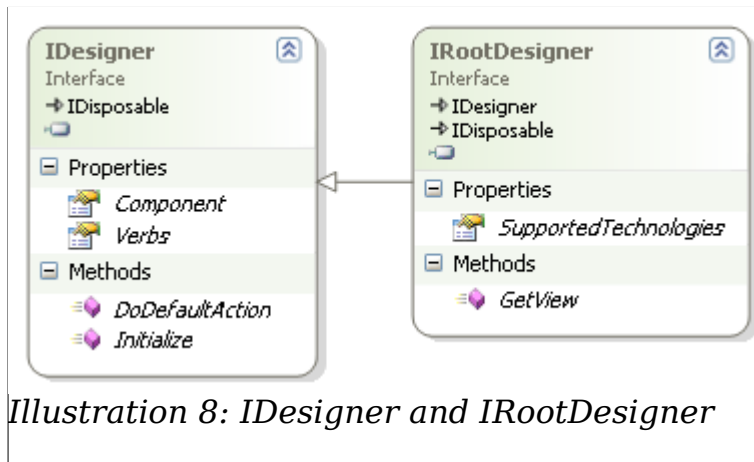 IDesigner
Interface
IDisposable
Properties
Component
Verbs
Methods
DoDefaultAction
Initialize
IRootDesigner
Interface
IDesigner
IDisposable
Properties
SupportedTechnologies
Methods
GetView
Illustration 8: IDesigner and IRootDesigner